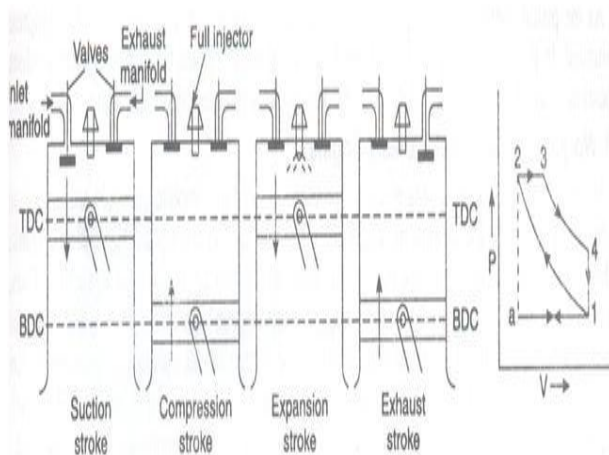 Valves
Exhaust
manifold
Full injector
nlet
manifold
TDC
BDC
TDC
BDC
Suction
stroke
Compression
stroke
Expansion
stroke
Exhaust
stroke
2 3
4
P
a
1
V